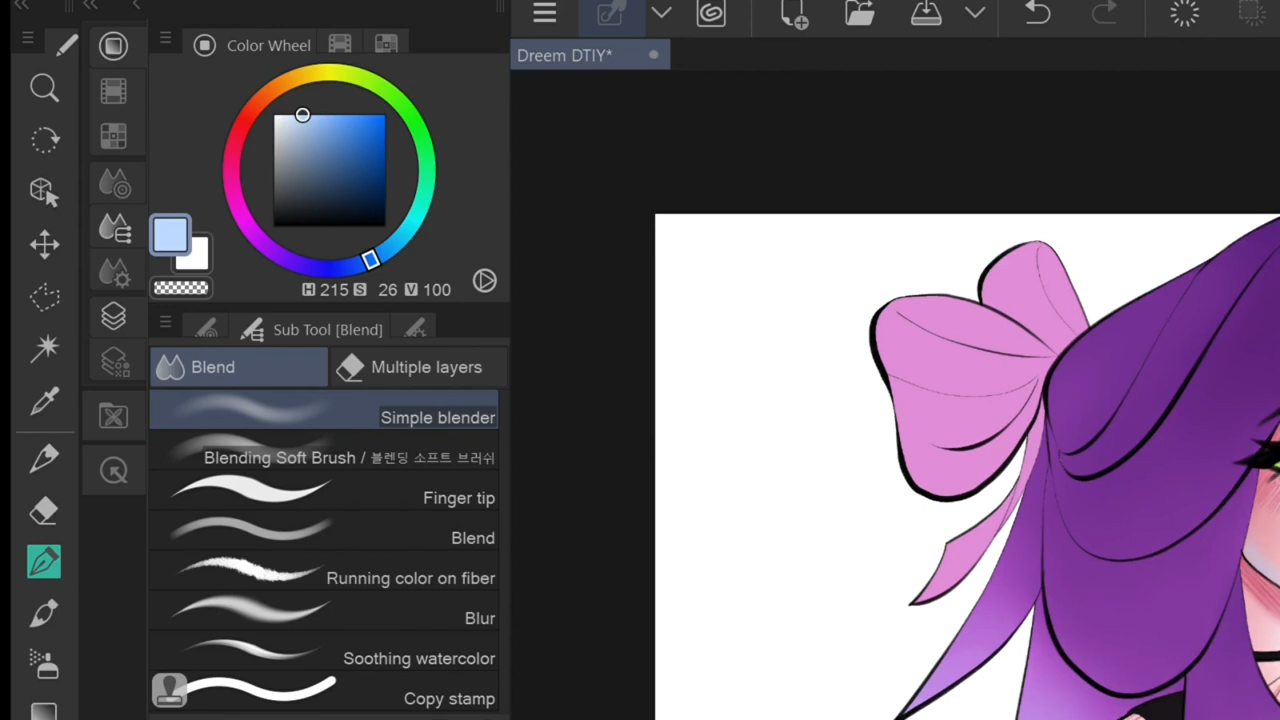 Color Wheel
Dreem DTIY*
H 215 S 26 V 100
Sub Tool [Blend]
Blend
Multiple layers
Simple blender
Blending Soft Brush / 블렌딩 소프트 브러쉬
Finger tip
Blend
Running color on fiber
Blur
Soothing watercolor
Copy stamp